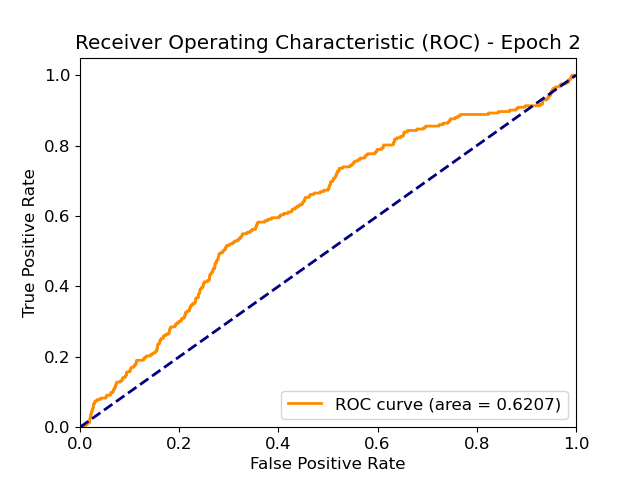 Receiver Operating Characteristic (ROC) - Epoch 2
True Positive Rate
1.0
0.8
0.6
0.4
0.2
0.0
0.0 0.2 0.4 0.6 0.8 1.0
False Positive Rate
ROC curve (area = 0.6207)